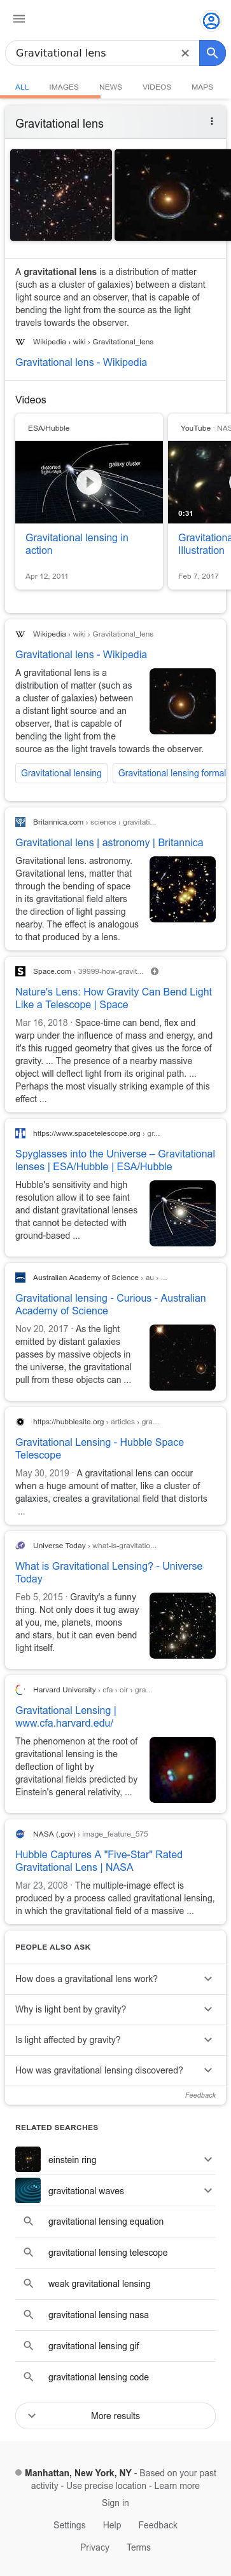 Gravitational lens
ALL IMAGES NEWS VIDEOS MAPS
Gravitational lens
A gravitational lens is a distribution of matter
(such as a cluster of galaxies) between a distant
light source and an observer, that is capable of
bending the light from the source as the light
travels towards the observer.
Wikipedia › wiki › Gravitational_lens
Gravitational lens - Wikipedia
Videos
ESA/Hubble
distorted
light-rays
galaxy cluster
Gravitational lensing in
action
Apr 12, 2011
YouTube · NAS
0:31
Gravitationa
Illustration
Feb 7, 2017
Wikipedia › wiki › Gravitational_lens
Gravitational lens - Wikipedia
A gravitational lens is a
distribution of matter (such as
a cluster of galaxies) between
a distant light source and an
observer, that is capable of
bending the light from the
source as the light travels towards the observer.
Gravitational lensing
Gravitational lensing formal
Britannica.com › science › gravitati...
Gravitational lens | astronomy | Britannica
Gravitational lens. astronomy.
Gravitational lens, matter that
through the bending of space
in its gravitational field alters
the direction of light passing
nearby. The effect is analogous
to that produced by a lens.
S Space.com › 39999-how-gravit...
Nature's Lens: How Gravity Can Bend Light
Like a Telescope | Space
Mar 16, 2018 · Space-time can bend, flex and
warp under the influence of mass and energy, and
it's this rugged geometry that gives us the force of
gravity. ... The presence of a nearby massive
object will deflect light from its original path. ...
Perhaps the most visually striking example of this
effect ...
https://www.spacetelescope.org › gr...
Spyglasses into the Universe – Gravitational
lenses | ESA/Hubble | ESA/Hubble
Hubble's sensitivity and high
resolution allow it to see faint
and distant gravitational lenses
that cannot be detected with
ground-based ...
Australian Academy of Science › au › ...
Gravitational lensing - Curious - Australian
Academy of Science
Nov 20, 2017 · As the light
emitted by distant galaxies
passes by massive objects in
the universe, the gravitational
pull from these objects can ...
https://hubblesite.org › articles › gra...
Gravitational Lensing - Hubble Space
Telescope
May 30, 2019 · A gravitational lens can occur
when a huge amount of matter, like a cluster of
galaxies, creates a gravitational field that distorts
...
Universe Today › what-is-gravitatio...
What is Gravitational Lensing? - Universe
Today
Feb 5, 2015 · Gravity's a funny
thing. Not only does it tug away
at you, me, planets, moons
and stars, but it can even bend
light itself.
Harvard University › cfa › oir › gra...
Gravitational Lensing |
www.cfa.harvard.edu/
The phenomenon at the root of
gravitational lensing is the
deflection of light by
gravitational fields predicted by
Einstein's general relativity, ...
NASA (.gov) › image_feature_575
Hubble Captures A "Five-Star" Rated
Gravitational Lens | NASA
Mar 23, 2008 · The multiple-image effect is
produced by a process called gravitational lensing,
in which the gravitational field of a massive ...
PEOPLE ALSO ASK
How does a gravitational lens work?
Why is light bent by gravity?
Is light affected by gravity?
How was gravitational lensing discovered?
Feedback
RELATED SEARCHES
einstein ring
gravitational waves
gravitational lensing equation
gravitational lensing telescope
weak gravitational lensing
gravitational lensing nasa
gravitational lensing gif
gravitational lensing code
More results
Manhattan, New York, NY - Based on your past
activity - Use precise location - Learn more
Sign in
Settings Help Feedback
Privacy Terms